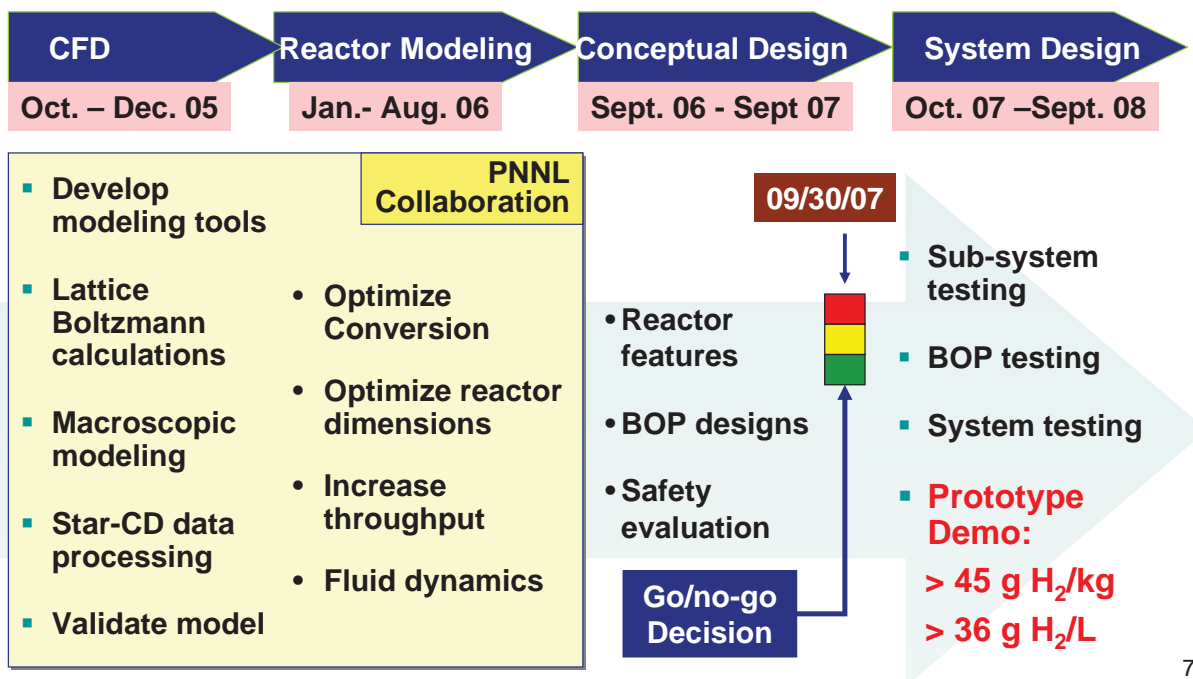 CFD
Reactor Modeling
Conceptual Design
System Design
Oct. – Dec. 05
Jan.- Aug. 06
Sept. 06 - Sept 07
Oct. 07 –Sept. 08
PNNL
Collaboration
▪ Develop
modeling tools
▪ Lattice
Boltzmann
calculations
▪ Macroscopic
modeling
▪ Star-CD data
processing
▪ Validate model
• Optimize
Conversion
• Optimize reactor
dimensions
• Increase
throughput
• Fluid dynamics
•Reactor
features
•BOP designs
•Safety
evaluation
09/30/07
Go/no-go
Decision
▪ Sub-system
testing
▪ BOP testing
▪ System testing
▪ Prototype
Demo:
> 45 g H₂/kg
> 36 g H₂/L
7